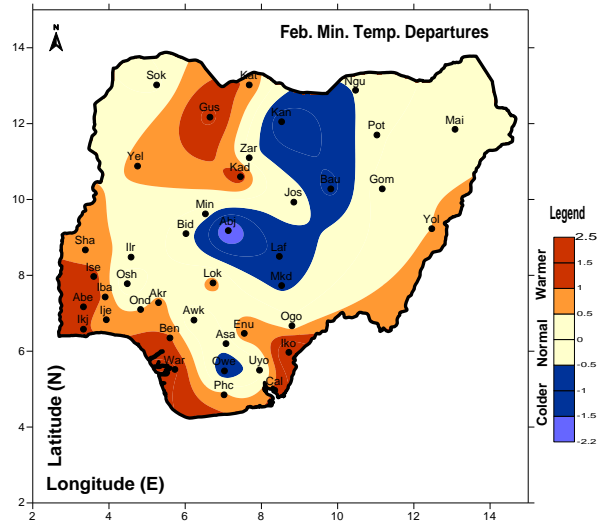 Feb. Min. Temp. Departures
N
14
12
10
8
6
4
2
2
4
6
8
10
12
14
Latitude (N)
Longitude (E)
Sok
Kat
Ngu
Gus
Kan
Pot
Mai
Yel
Zar
Kad
Bau
Gom
Jos
Min
Bid
Abj
Yol
Sha
Ilr
Laf
Ise
Osh
Lok
Mkd
Iba
Abe
Ond
Akr
Ije
Awk
Ikj
Ben
Enu
Ogo
Asa
Iko
War
Owe
Uyo
Cal
Phc
Legend
Warmer
Normal
Colder
2.5
1.5
1
0.5
0
-0.5
-1
-1.5
-2.2